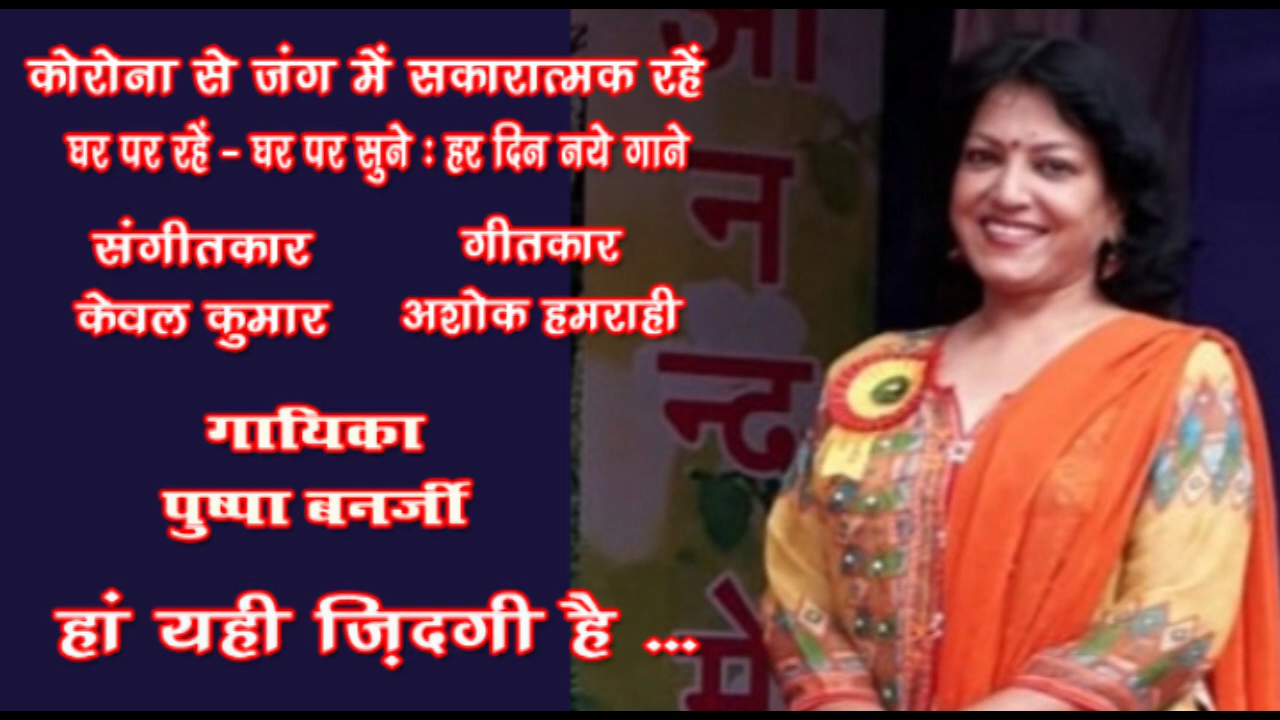 कोरोना से जंग में सकारात्मक रहें
घर पर रहें - घर पर सुने : हर दिन नये गाने
संगीतकार गीतकार
केवल कुमार अशोक हमराही
गायिका
पुष्पा बनर्जी
हां यही ज़िदगी है ...
आ
न
न्द
मे